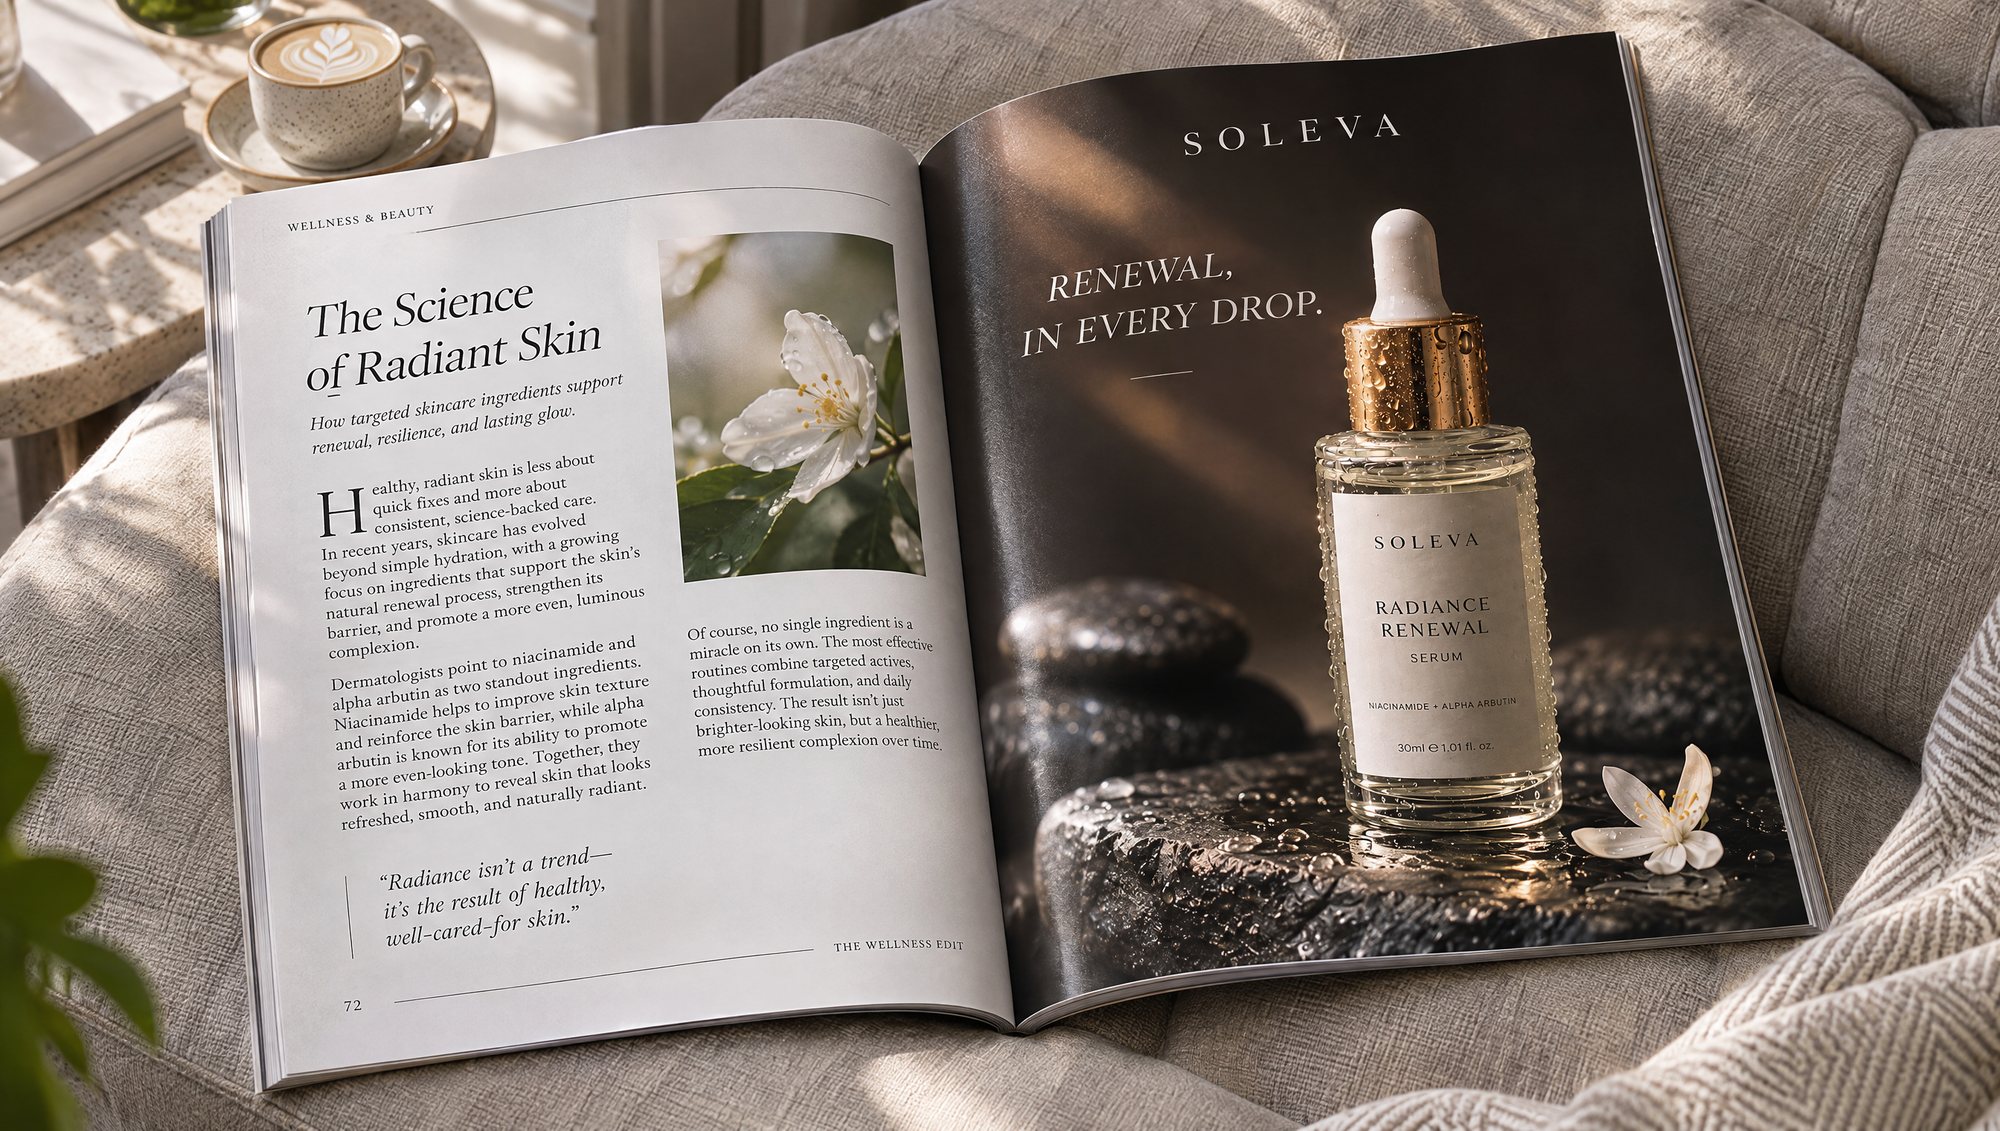 WELLNESS & BEAUTY
The Science
of Radiant Skin
How targeted skincare ingredients support
renewal, resilience, and lasting glow.
Healthy, radiant skin is less about
quick fixes and more about
consistent, science-backed care.
In recent years, skincare has evolved
beyond simple hydration, with a growing
focus on ingredients that support the skin's
natural renewal process, strengthen its
barrier, and promote a more even, luminous
complexion.
Dermatologists point to niacinamide and
alpha arbutin as two standout ingredients.
Niacinamide helps to improve skin texture
and reinforce the skin barrier, while alpha
arbutin is known for its ability to promote
a more even-looking tone. Together, they
work in harmony to reveal skin that looks
refreshed, smooth, and naturally radiant.
“Radiance isn't a trend—
it's the result of healthy,
well-cared-for skin.”
Of course, no single ingredient is a
miracle on its own. The most effective
routines combine targeted actives,
thoughtful formulation, and daily
consistency. The result isn't just
brighter-looking skin, but a healthier,
more resilient complexion over time.
THE WELLNESS EDIT
72
SOLEVA
RENEWAL,
IN EVERY DROP.
SOLEVA
RADIANCE
RENEWAL
SERUM
NIACINAMIDE + ALPHA ARBUTIN
30ml ℮ 1,01 fl. oz.